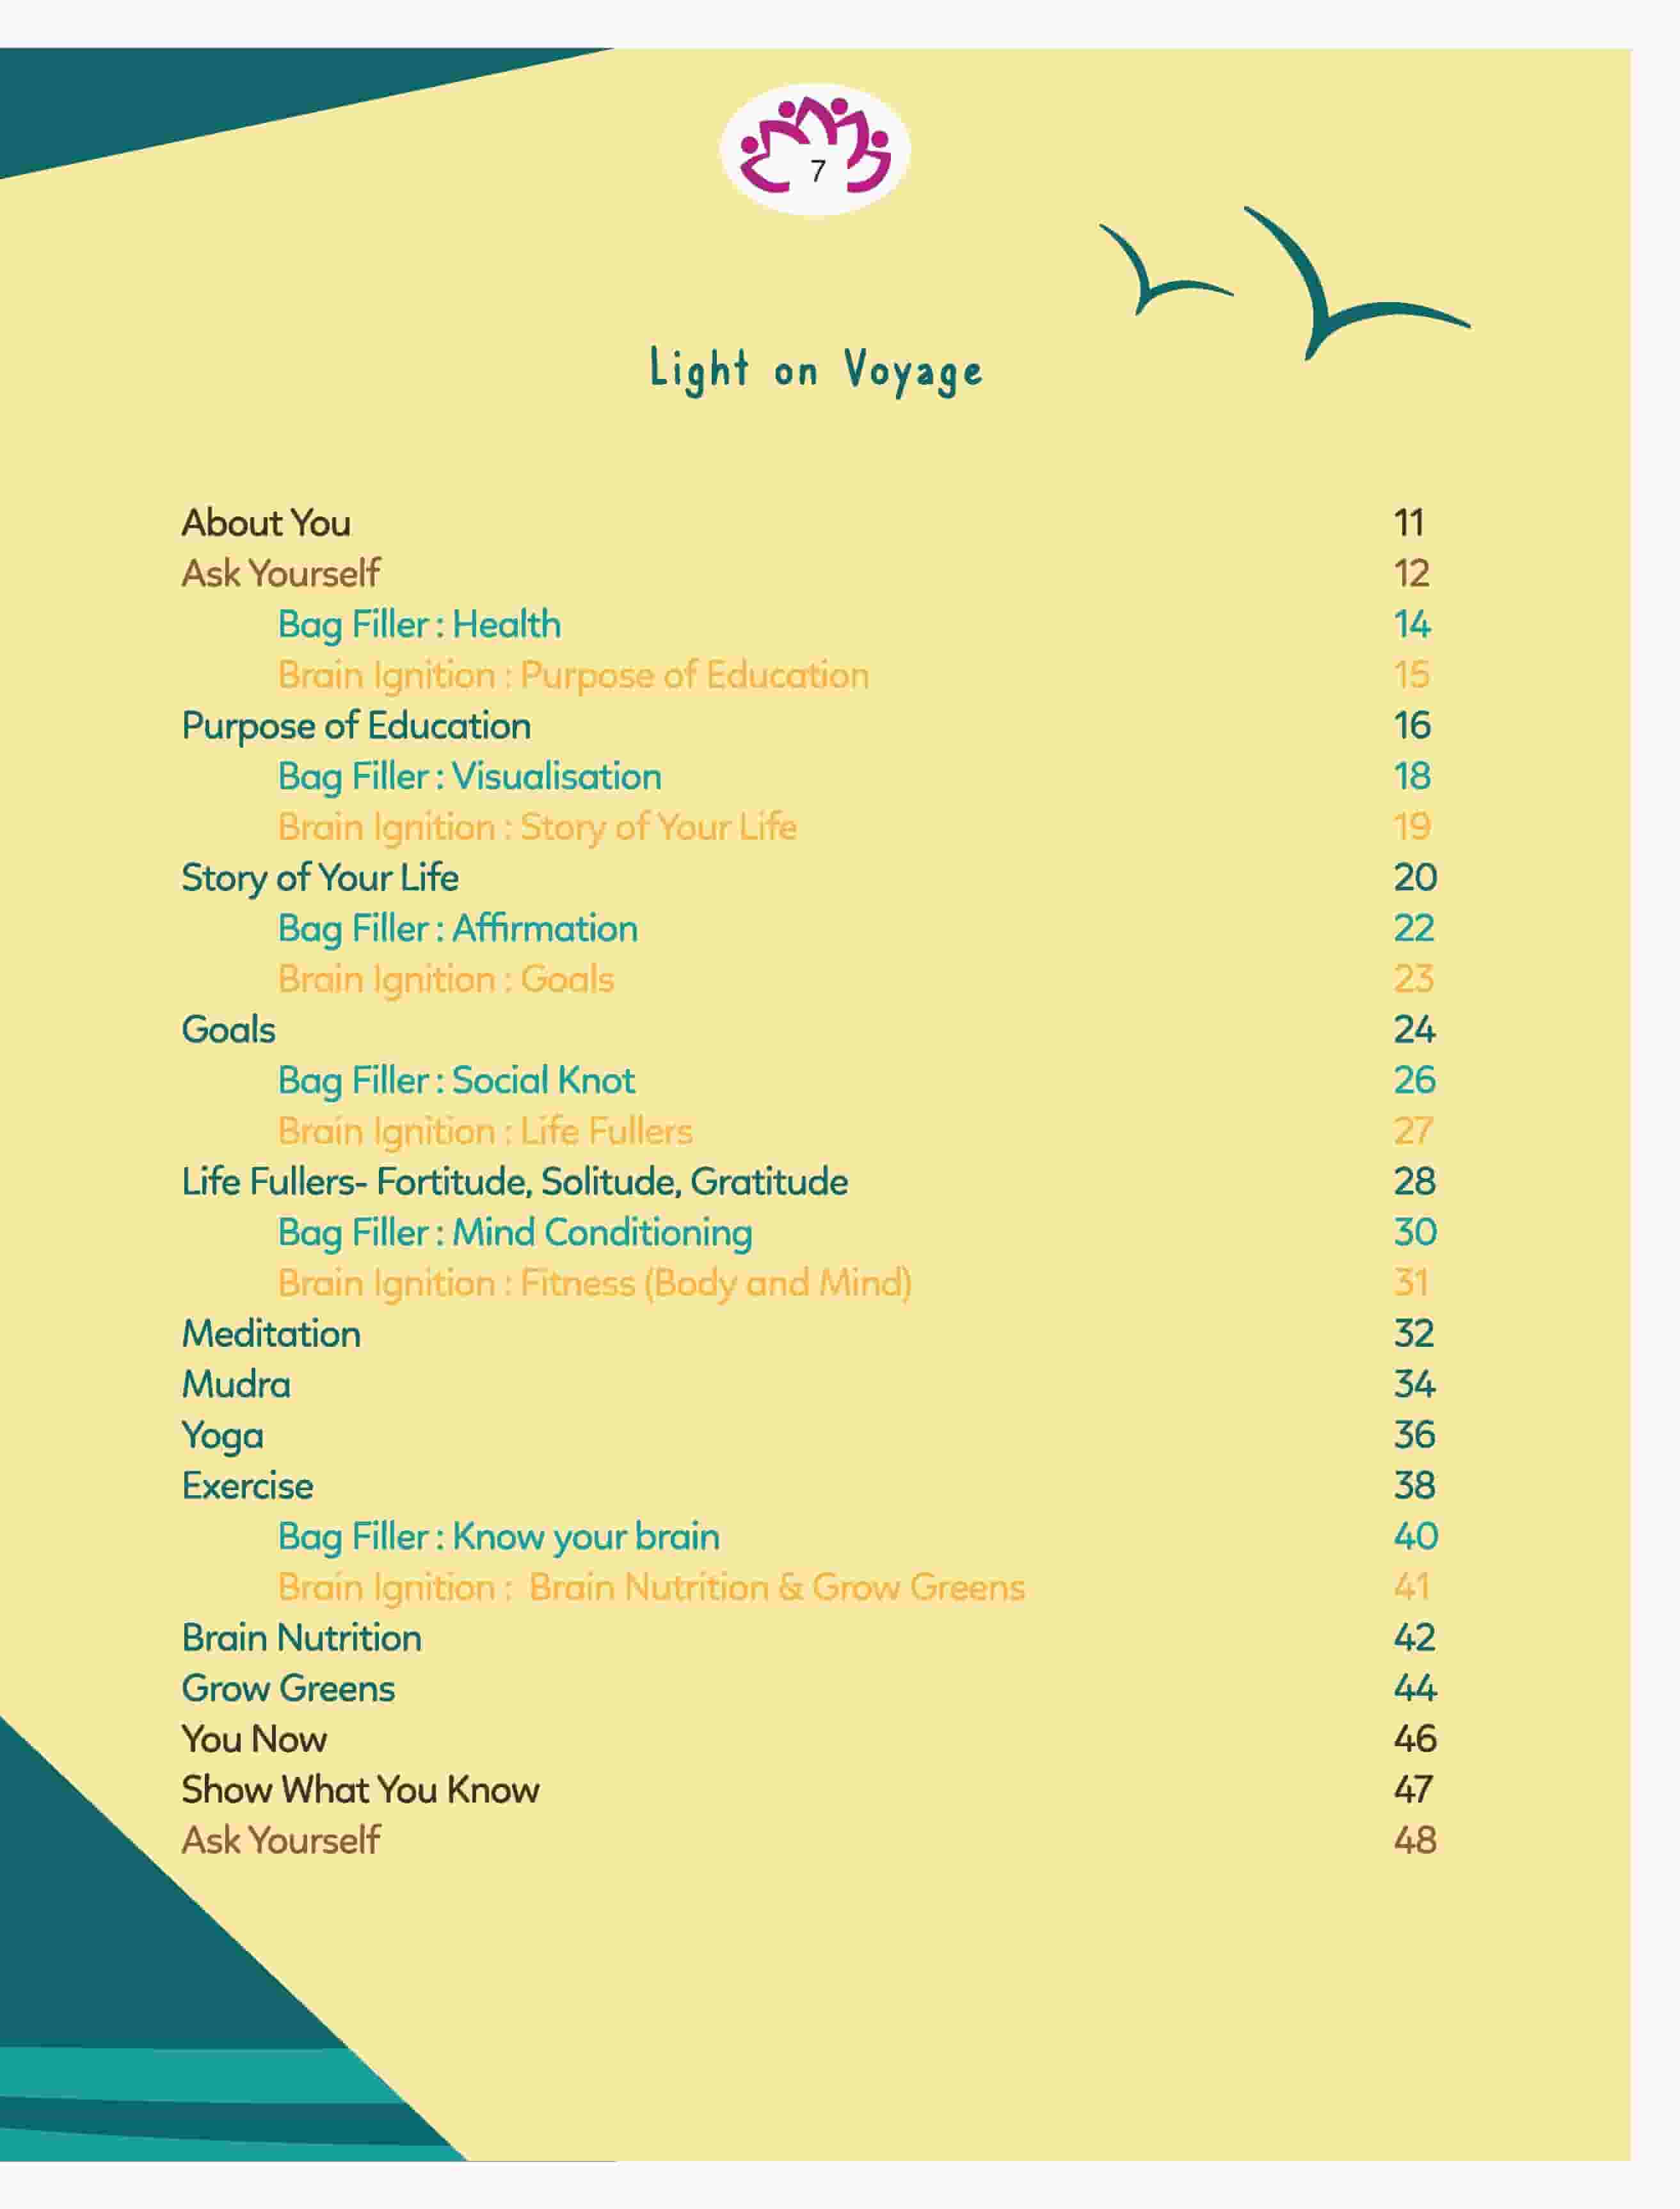 7
Light on Voyage
About You 11
Ask Yourself 12
Bag Filler : Health 14
Brain Ignition : Purpose of Education 15
Purpose of Education 16
Bag Filler : Visualisation 18
Brain Ignition : Story of Your Life 19
Story of Your Life 20
Bag Filler : Affirmation 22
Brain Ignition : Goals 23
Goals 24
Bag Filler : Social Knot 26
Brain Ignition : Life Fullers 27
Life Fullers- Fortitude, Solitude, Gratitude 28
Bag Filler : Mind Conditioning 30
Brain Ignition : Fitness (Body and Mind) 31
Meditation 32
Mudra 34
Yoga 36
Exercise 38
Bag Filler : Know your brain 40
Brain Ignition : Brain Nutrition & Grow Greens 41
Brain Nutrition 42
Grow Greens 44
You Now 46
Show What You Know 47
Ask Yourself 48